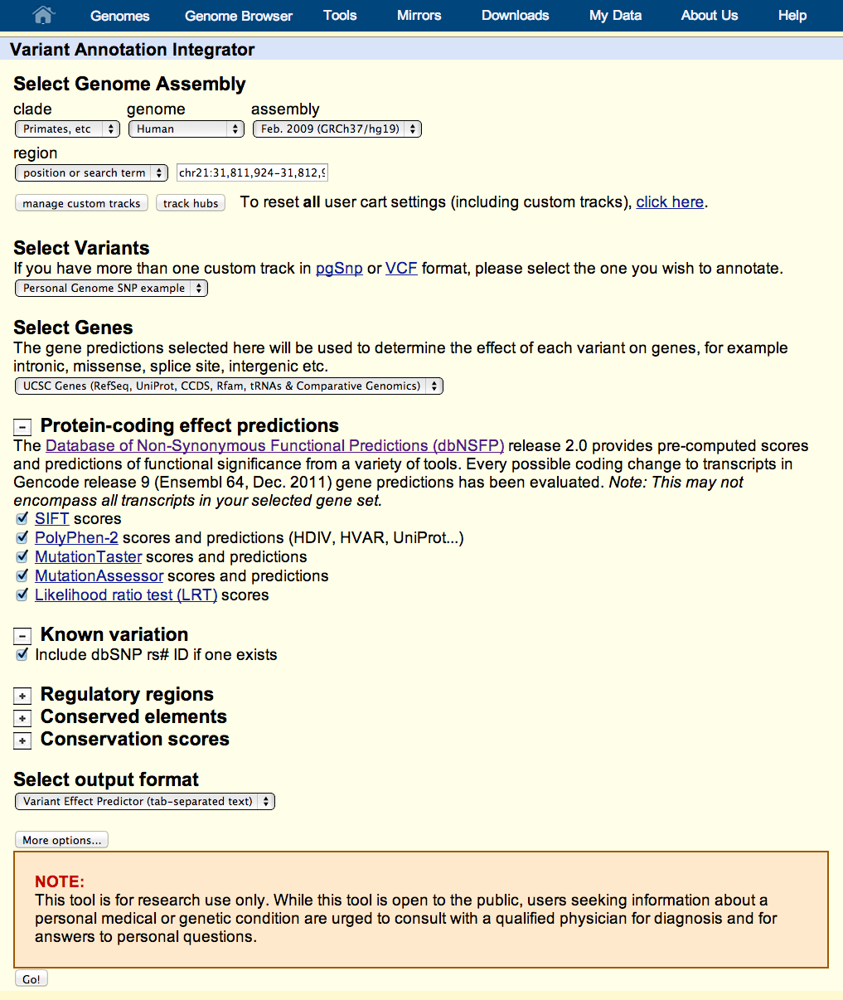 Genomes Genome Browser Tools Mirrors Downloads My Data About Us Help
Variant Annotation Integrator
Select Genome Assembly
clade genome assembly
Primates, etc Human Feb. 2009 (GRCh37/hg19)
region
position or search term chr21:31,811,924-31,812,9
manage custom tracks track hubs To reset all user cart settings (including custom tracks), click here.
Select Variants
If you have more than one custom track in pgSnp or VCF format, please select the one you wish to annotate.
Personal Genome SNP example
Select Genes
The gene predictions selected here will be used to determine the effect of each variant on genes, for example
intronic, missense, splice site, intergenic etc.
UCSC Genes (RefSeq, UniProt, CCDS, Rfam, tRNAs & Comparative Genomics)
- Protein-coding effect predictions
The Database of Non-Synonymous Functional Predictions (dbNSFP) release 2.0 provides pre-computed scores
and predictions of functional significance from a variety of tools. Every possible coding change to transcripts in
Gencode release 9 (Ensembl 64, Dec. 2011) gene predictions has been evaluated. Note: This may not
encompass all transcripts in your selected gene set.
SIFT scores
PolyPhen-2 scores and predictions (HDIV, HVAR, UniProt...)
MutationTaster scores and predictions
MutationAssessor scores and predictions
Likelihood ratio test (LRT) scores
- Known variation
Include dbSNP rs# ID if one exists
+ Regulatory regions
+ Conserved elements
+ Conservation scores
Select output format
Variant Effect Predictor (tab-separated text)
More options...
NOTE:
This tool is for research use only. While this tool is open to the public, users seeking information about a
personal medical or genetic condition are urged to consult with a qualified physician for diagnosis and for
answers to personal questions.
Go!